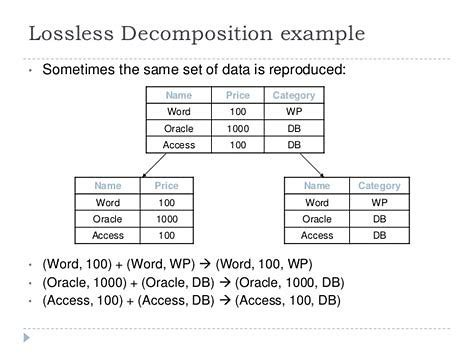 Lossless Decomposition example
• Sometimes the same set of data is reproduced:
Name Price Category
Word 100 WP
Oracle 1000 DB
Access 100 DB
Name Price
Word 100
Oracle 1000
Access 100
Name Category
Word WP
Oracle DB
Access DB
• (Word, 100) + (Word, WP) → (Word, 100, WP)
• (Oracle, 1000) + (Oracle, DB) → (Oracle, 1000, DB)
• (Access, 100) + (Access, DB) → (Access, 100, DB)